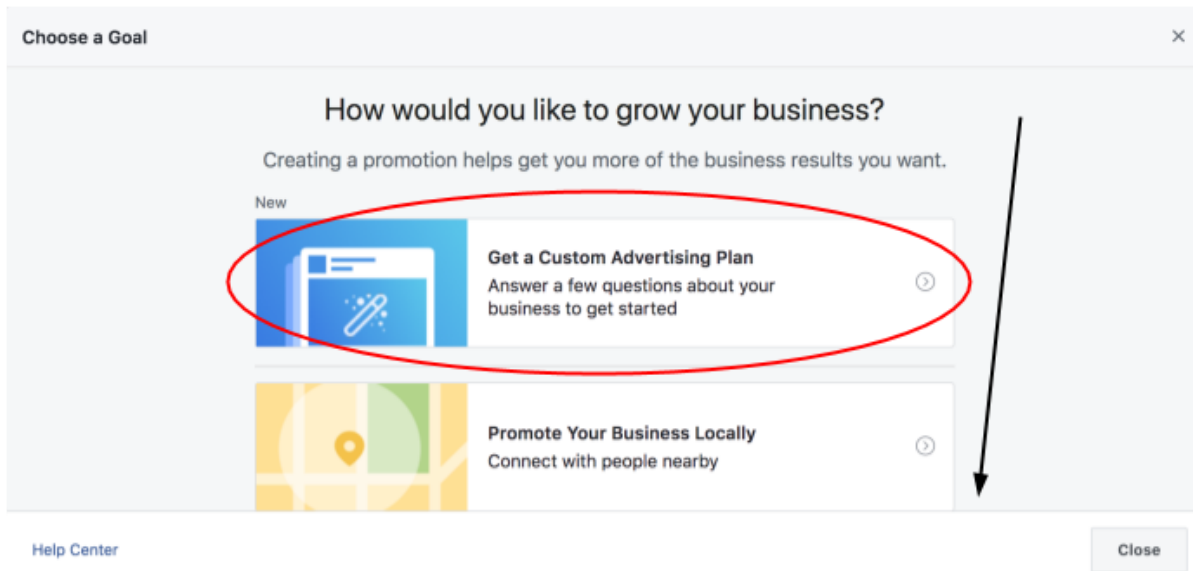 Choose a Goal
How would you like to grow your business?
Creating a promotion helps get you more of the business results you want.
New
Get a Custom Advertising Plan
Answer a few questions about your
business to get started
Promote Your Business Locally
Connect with people nearby
Help Center
Close